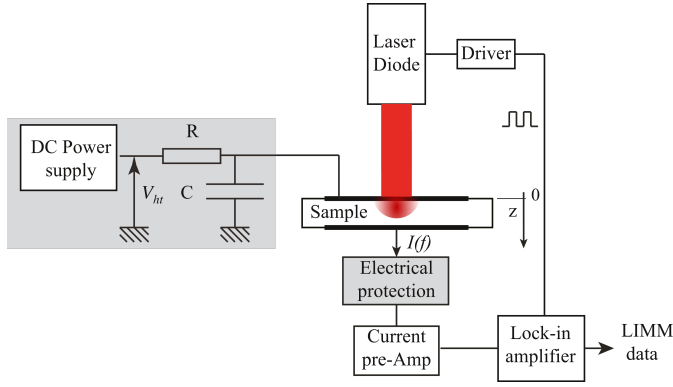 Laser
Diode
Driver
R
DC Power
supply
V_ht
C
Sample
0
z
I(f)
Electrical
protection
Current
pre-Amp
Lock-in
amplifier
LIMM
data